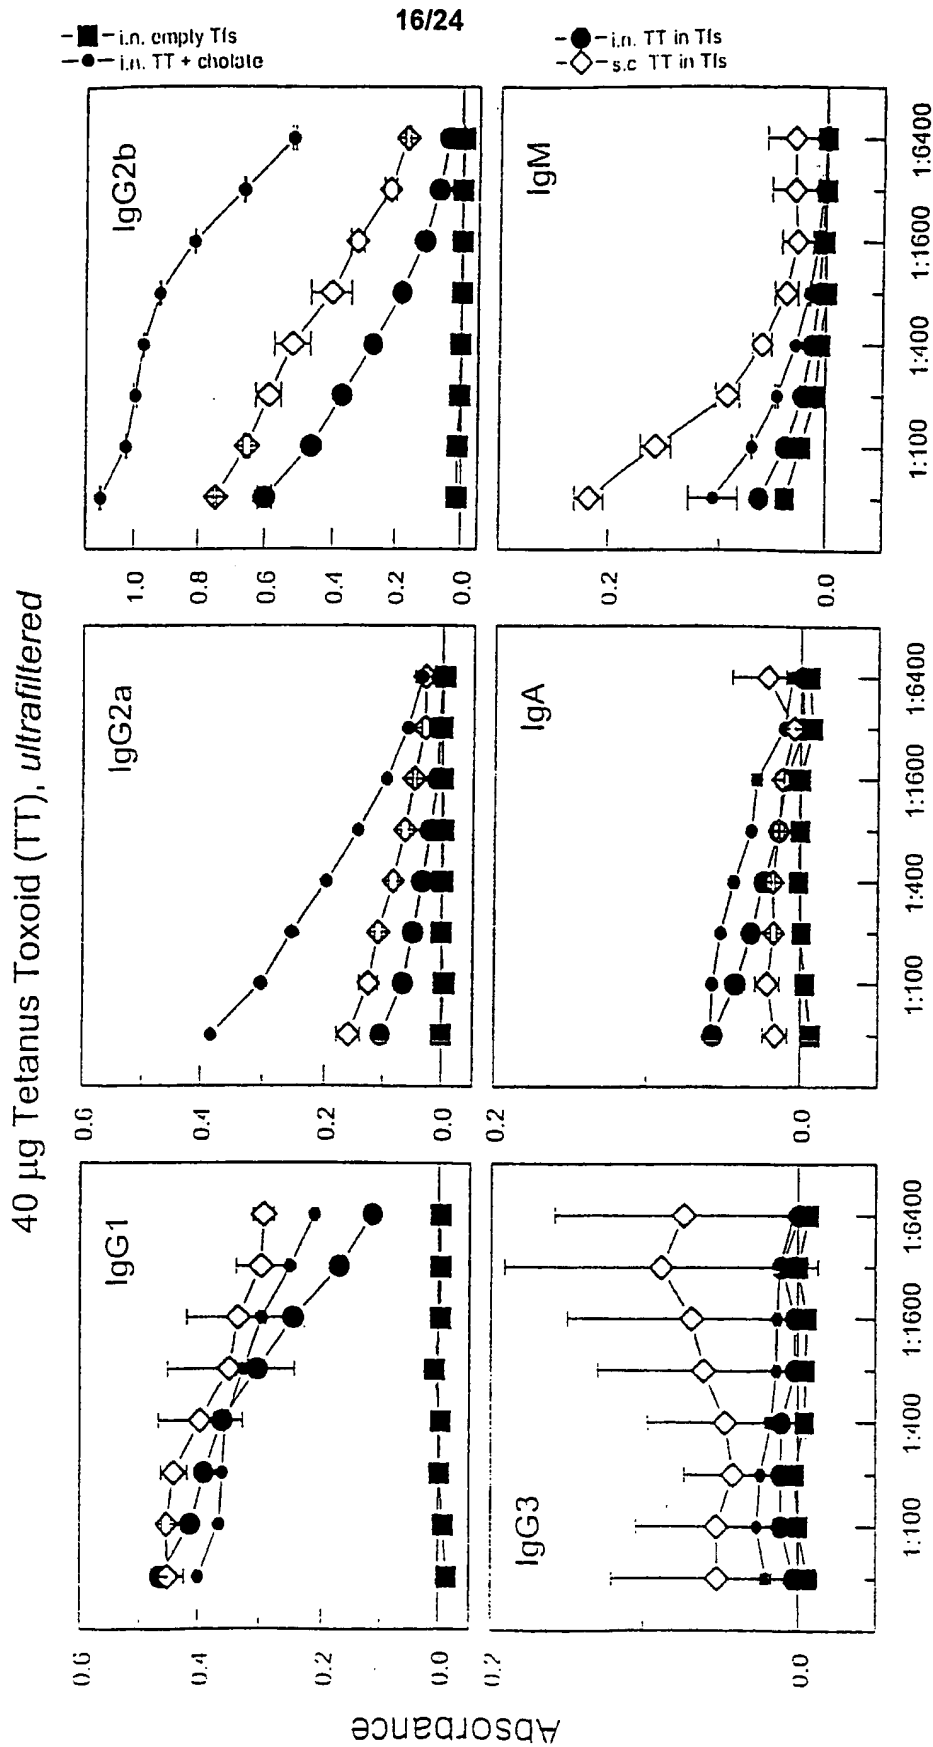 16/24
i.n. empty Tfs
i.n. TT + cholate
i.n. TT in Tfs
s.c TT in Tfs
40 µg Tetanus Toxoid (TT), ultrafiltered
Absorbance
IgG1
0.6
0.4
0.2
0.0
IgG2a
0.6
0.4
0.2
0.0
IgG2b
1.0
0.8
0.6
0.4
0.2
0.0
IgG3
0.2
0.0
1:100
1:400
1:1600
1:6400
IgA
0.2
0.0
1:100
1:400
1:1600
1:6400
IgM
0.2
0.0
1:100
1:400
1:1600
1:6400